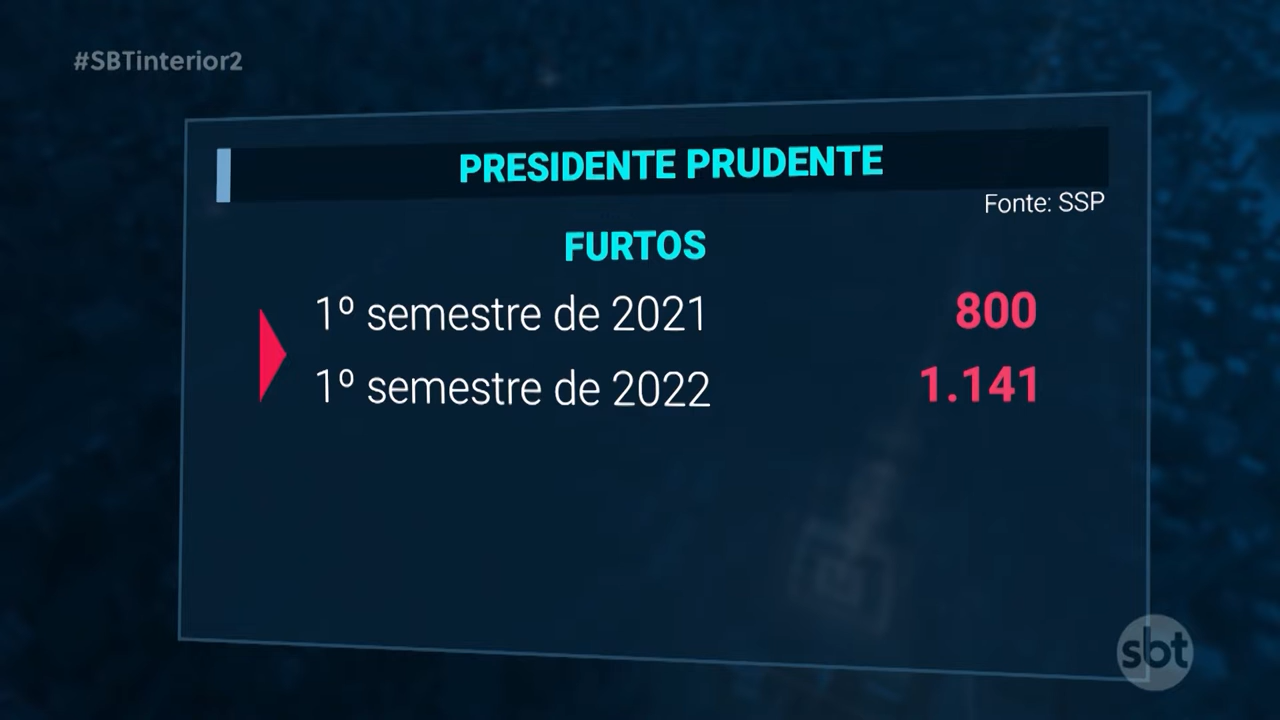 #SBTinterior2
PRESIDENTE PRUDENTE
Fonte: SSP
FURTOS
1º semestre de 2021 800
1º semestre de 2022 1.141
sbt